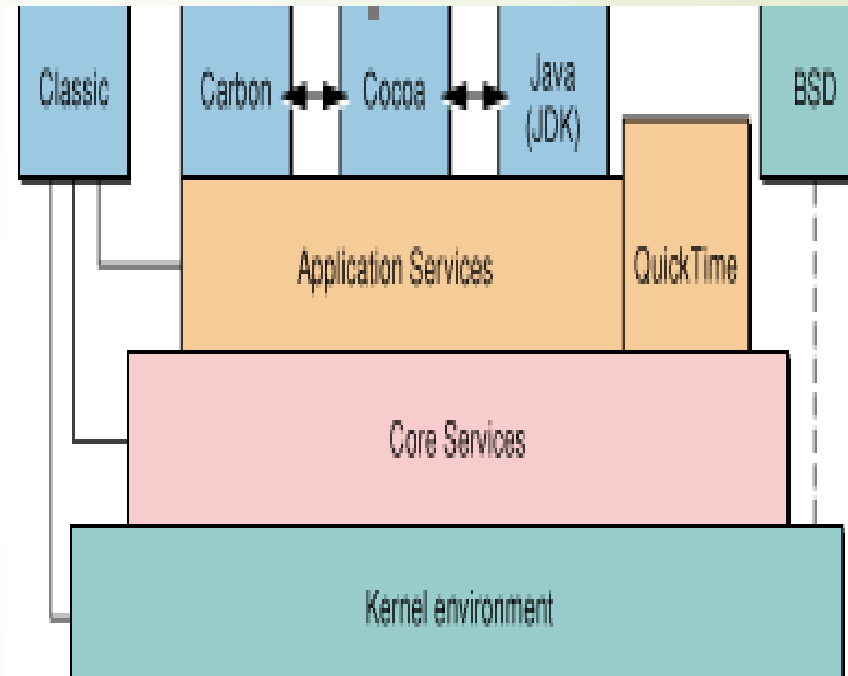 Classic
Carbon
Cocoa
Java
(JDK)
BSD
Application Services
QuickTime
Core Services
Kernel environment